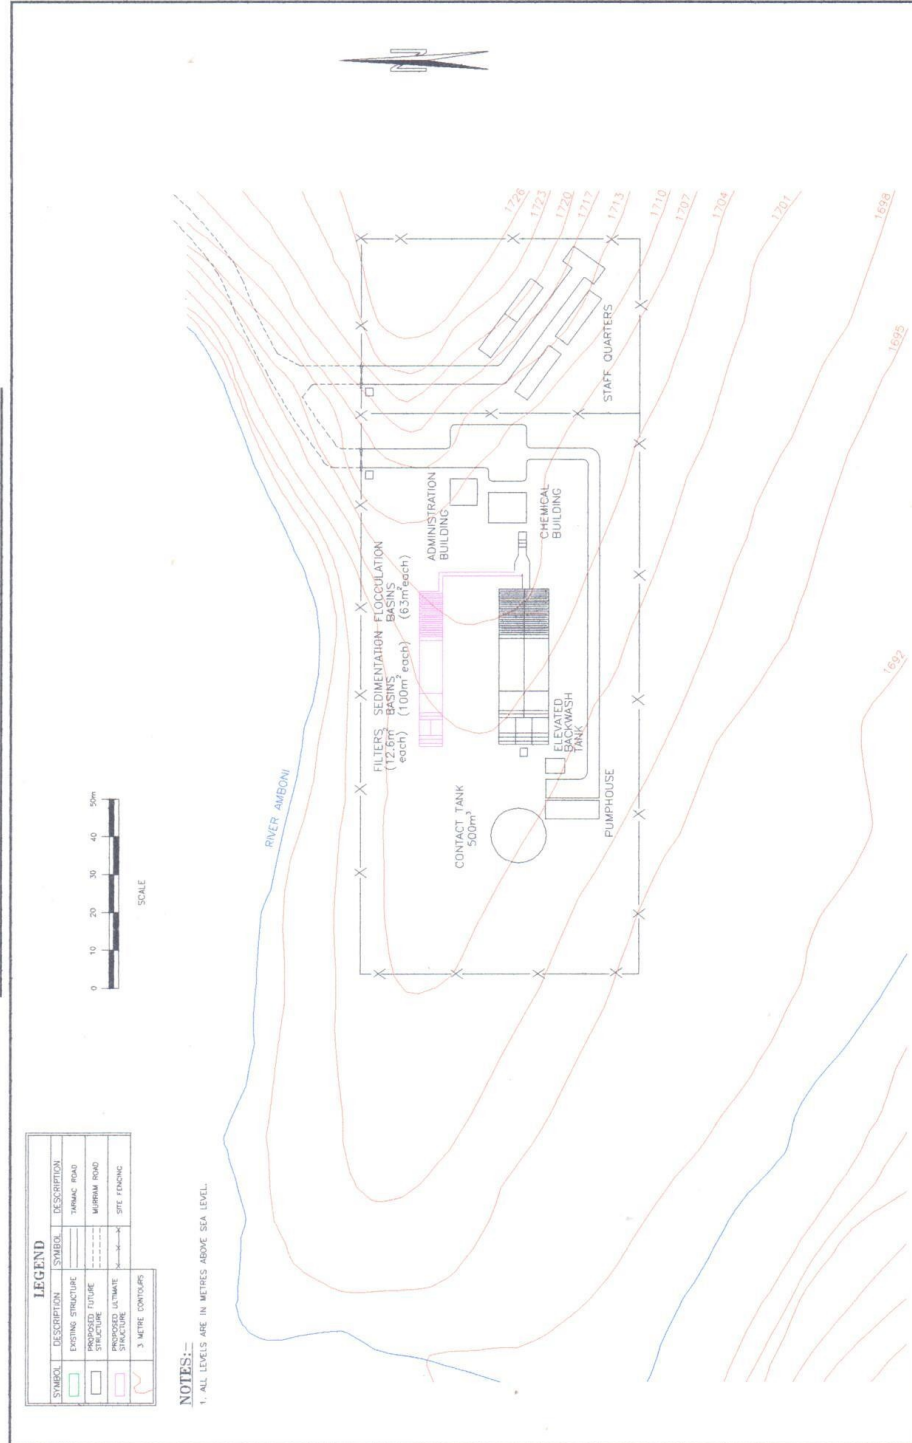 LEGEND
SYMBOL DESCRIPTION SYMBOL DESCRIPTION
EXISTING STRUCTURE TARMAC ROAD
PROPOSED FUTURE
STRUCTURE
MURRAM ROAD
PROPOSED ULTIMATE
STRUCTURE
SITE FENCING
3 METRE CONTOURS
NOTES:–
1. ALL LEVELS ARE IN METRES ABOVE SEA LEVEL.
0 10 20 30 40 50m
SCALE
N
RIVER AMBONI
FILTERS SEDIMENTATION FLOCCULATION
(12.6m² BASINS BASINS
each) (100m² each) (63m² each)
ADMINISTRATION
BUILDING
CONTACT TANK
500m³
CHEMICAL
BUILDING
ELEVATED
BACKWASH
TANK
PUMPHOUSE
STAFF QUARTERS
1726
1723
1720
1717
1713
1710
1707
1704
1701
1698
1695
1692